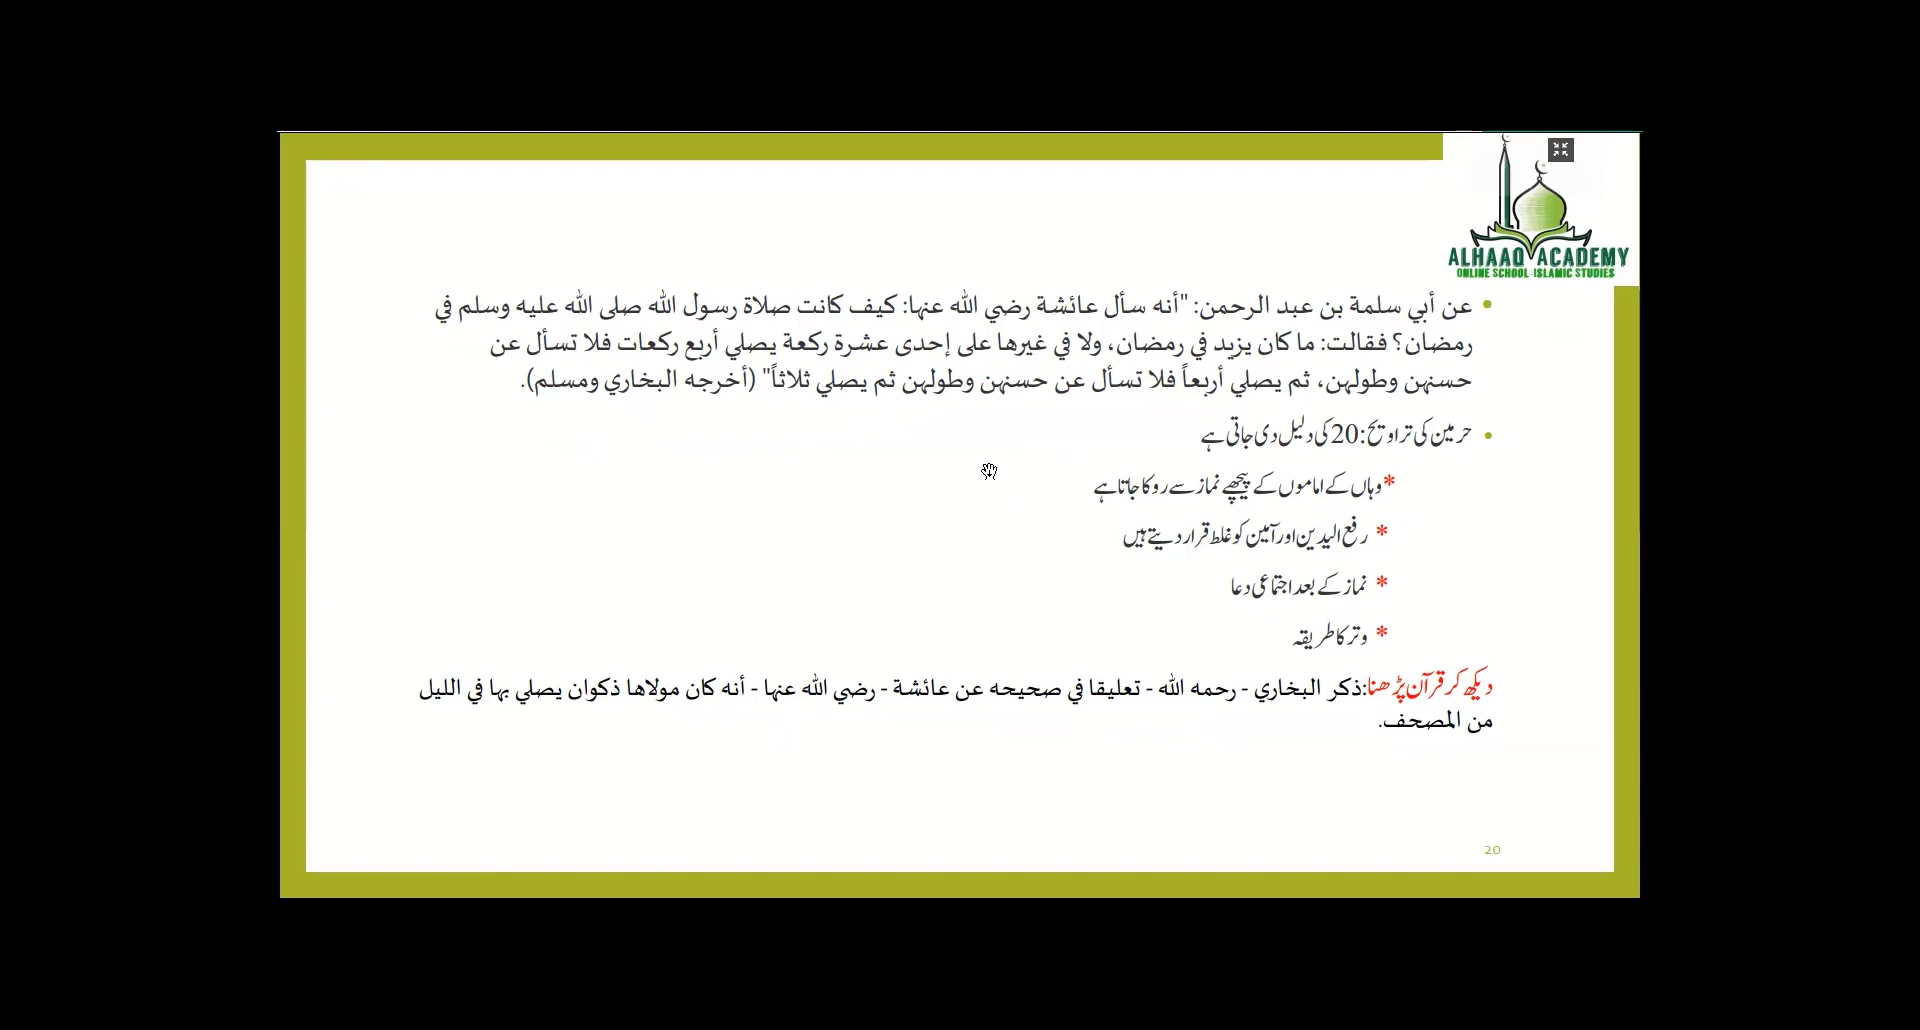 ALHAAQ ACADEMY
ONLINE SCHOOL-ISLAMIC STUDIES
• عن أبي سلمة بن عبد الرحمن: "أنه سأل عائشة رضي الله عنها: كيف كانت صلاة رسول الله صلى الله عليه وسلم في
رمضان؟ فقالت: ما كان يزيد في رمضان، ولا في غيرها على إحدى عشرة ركعة يصلي أربع ركعات فلا تسأل عن
حسنهن وطولهن، ثم يصلي أربعاً فلا تسأل عن حسنهن وطولهن ثم يصلي ثلاثاً" (أخرجه البخاري ومسلم).
• حرمین کی تراویح:20 کی دلیل دی جاتی ہے
*وہاں کے اماموں کے پیچھے نماز سے روکا جاتا ہے
* رفع الیدین اور آمین کو غلط قرار دیتے ہیں
* نماز کے بعد اجتماعی دعا
* وتر کا طریقہ
دیکھ کر قرآن پڑھنا:ذكر البخاري - رحمه الله - تعليقا في صحيحه عن عائشة - رضي الله عنها - أنه كان مولاها ذكوان يصلي بها في الليل
من المصحف.
20